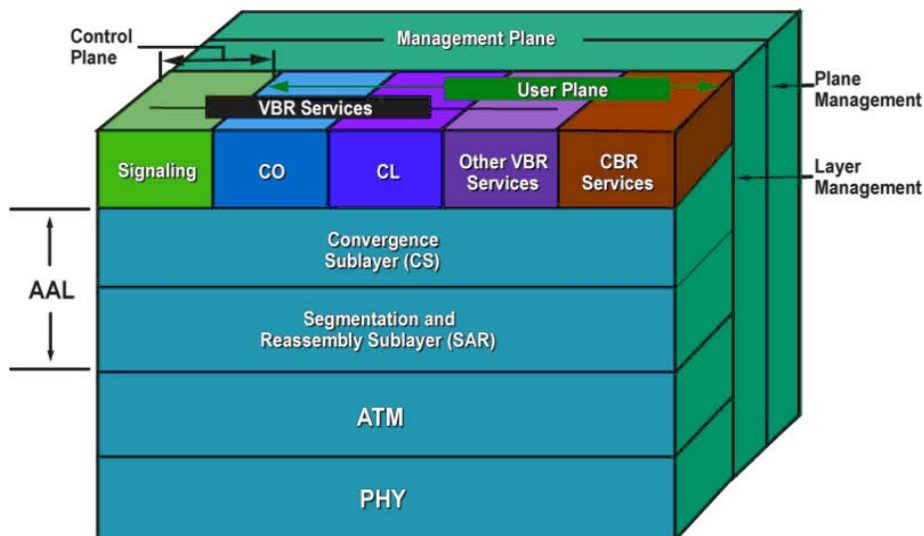 Control
Plane
Management Plane
User Plane
VBR Services
Plane
Management
Signaling
CO
CL
Other VBR
Services
CBR
Services
Layer
Management
Convergence
Sublayer (CS)
AAL
Segmentation and
Reassembly Sublayer (SAR)
ATM
PHY